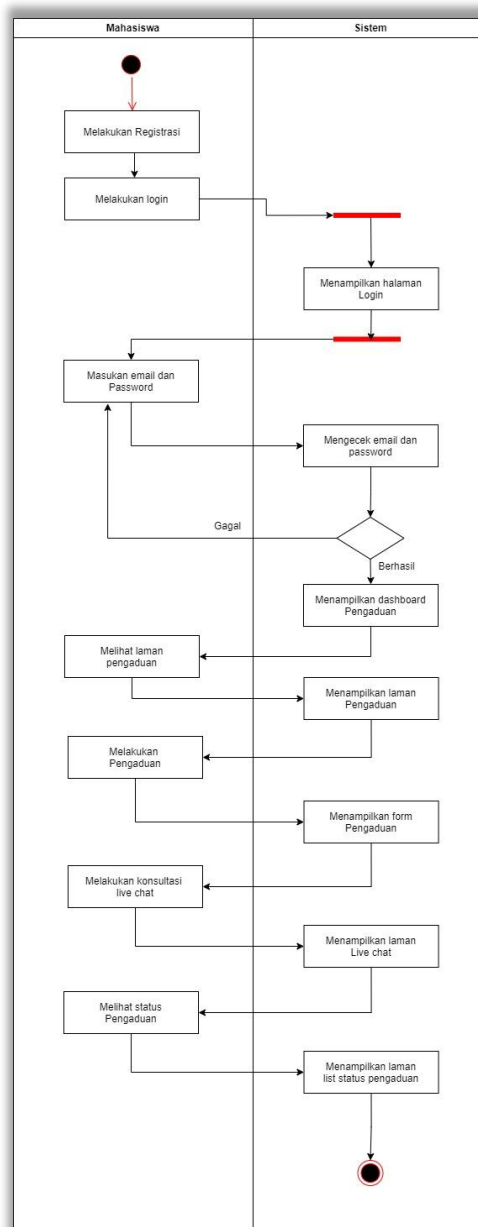 Mahasiswa
Sistem
Melakukan Registrasi
Melakukan login
Menampilkan halaman
Login
Masukan email dan
Password
Mengecek email dan
password
Gagal
Berhasil
Menampilkan dashboard
Pengaduan
Melihat laman
pengaduan
Menampilkan laman
Pengaduan
Melakukan
Pengaduan
Menampilkan form
Pengaduan
Melakukan konsultasi
live chat
Menampilkan laman
Live chat
Melihat status
Pengaduan
Menampilkan laman
list status pengaduan